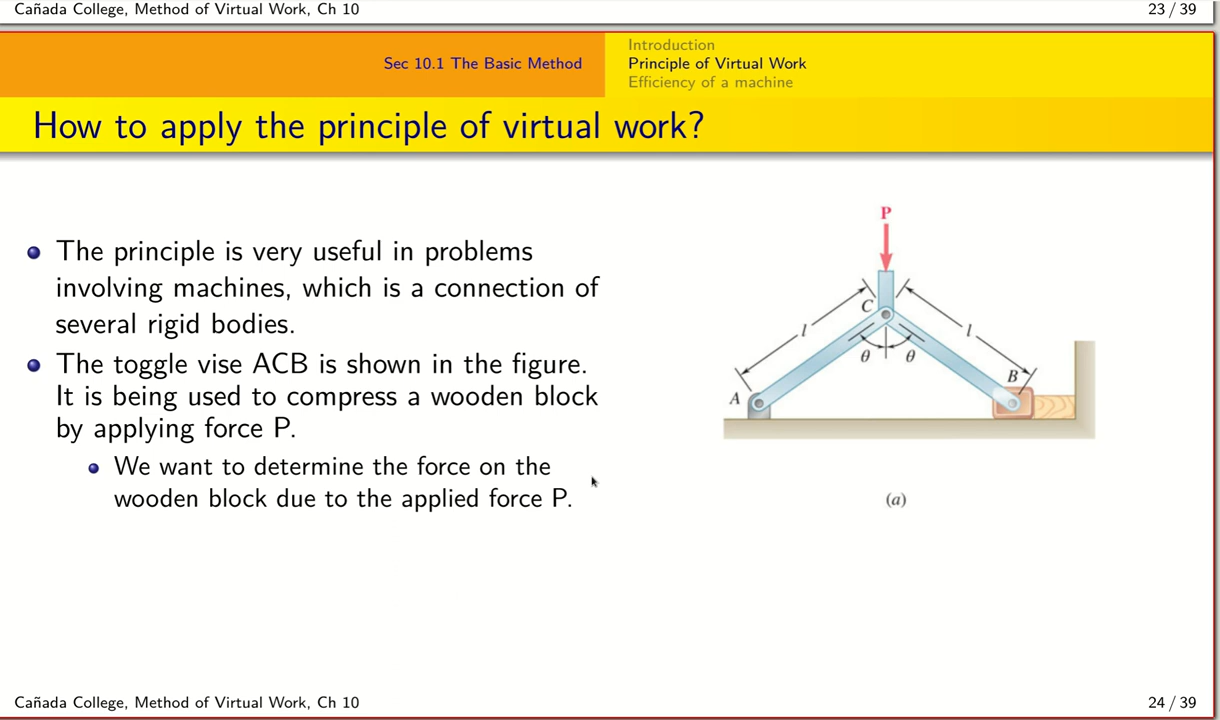 Cañada College, Method of Virtual Work, Ch 10
23 / 39
Sec 10.1 The Basic Method
Introduction
Principle of Virtual Work
Efficiency of a machine
How to apply the principle of virtual work?
The principle is very useful in problems
involving machines, which is a connection of
several rigid bodies.
The toggle vise ACB is shown in the figure.
It is being used to compress a wooden block
by applying force P.
We want to determine the force on the
wooden block due to the applied force P.
P
C
l
l
θ
θ
A
B
(a)
Cañada College, Method of Virtual Work, Ch 10
24 / 39